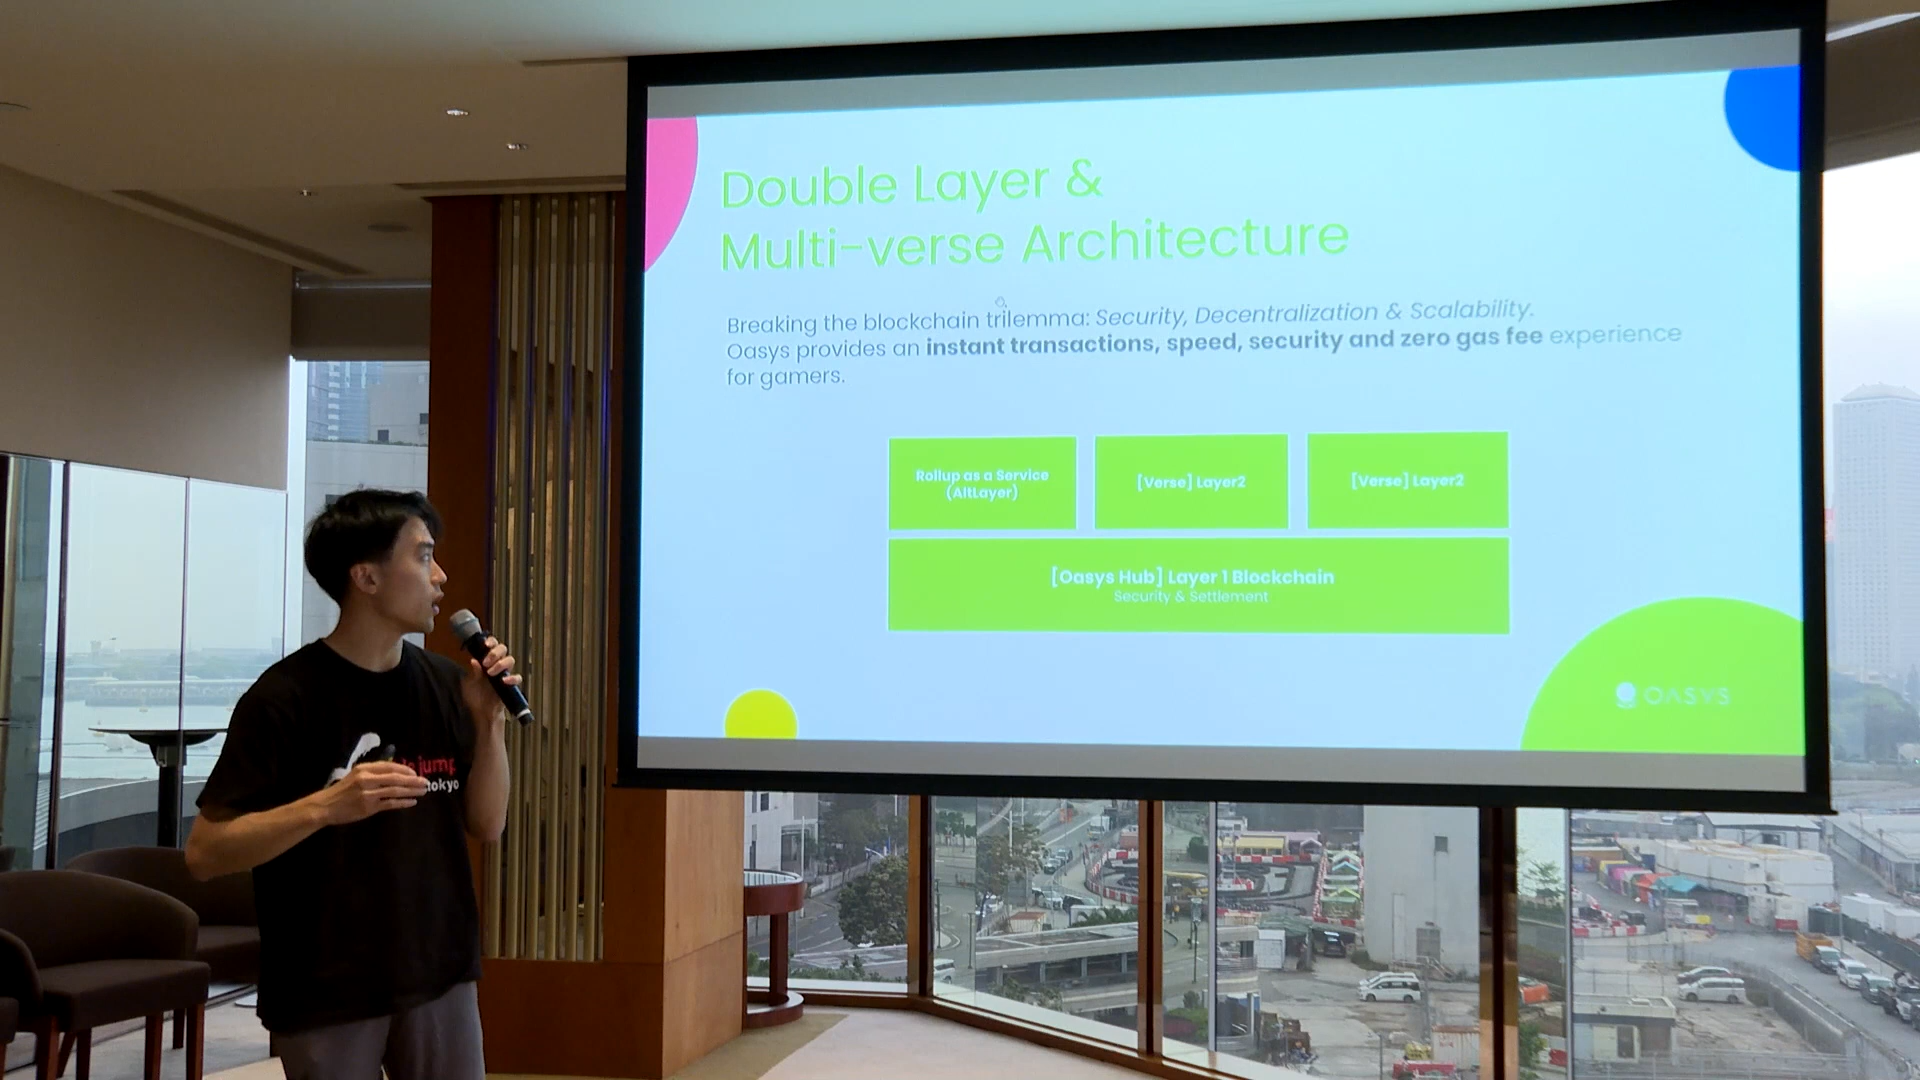 Double Layer &
Multi-verse Architecture
Breaking the blockchain trilemma: Security, Decentralization & Scalability.
Oasys provides an instant transactions, speed, security and zero gas fee experience
for gamers.
Rollup as a Service
(AltLayer)
[Verse] Layer2
[Verse] Layer2
[Oasys Hub] Layer 1 Blockchain
Security & Settlement
OASYS
jump
tokyo